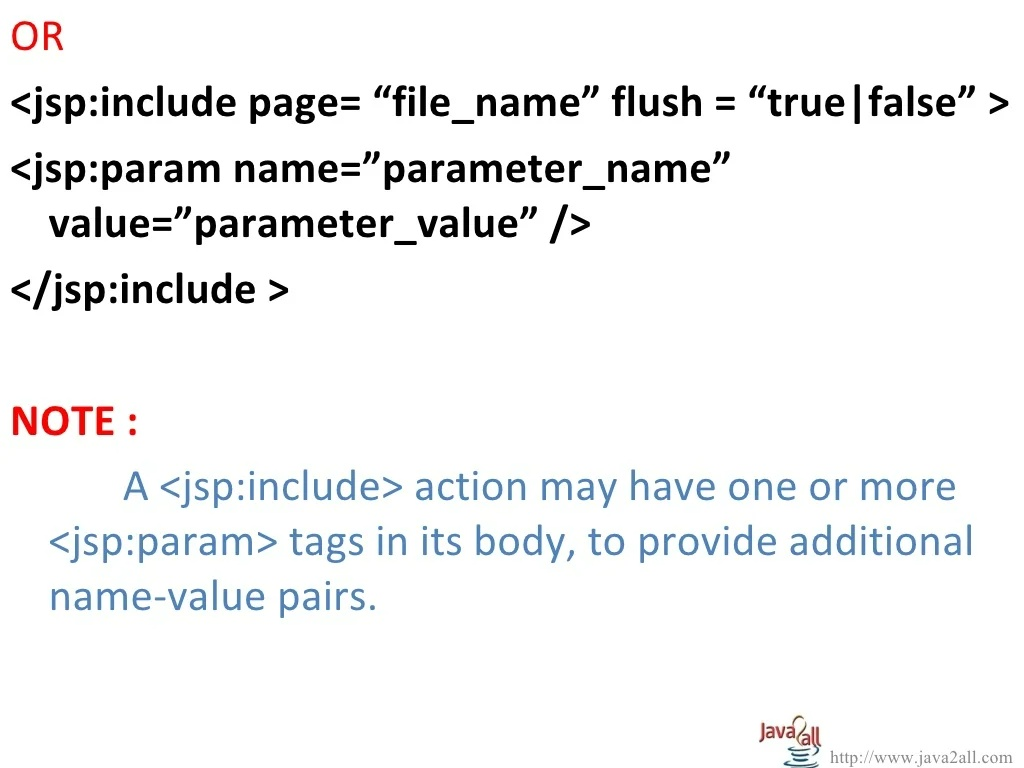 OR
<jsp:include page= “file_name” flush = “true|false” >
<jsp:param name=”parameter_name”
value=”parameter_value” />
</jsp:include >
NOTE :
A <jsp:include> action may have one or more
<jsp:param> tags in its body, to provide additional
name-value pairs.
Java2all
http://www.java2all.com